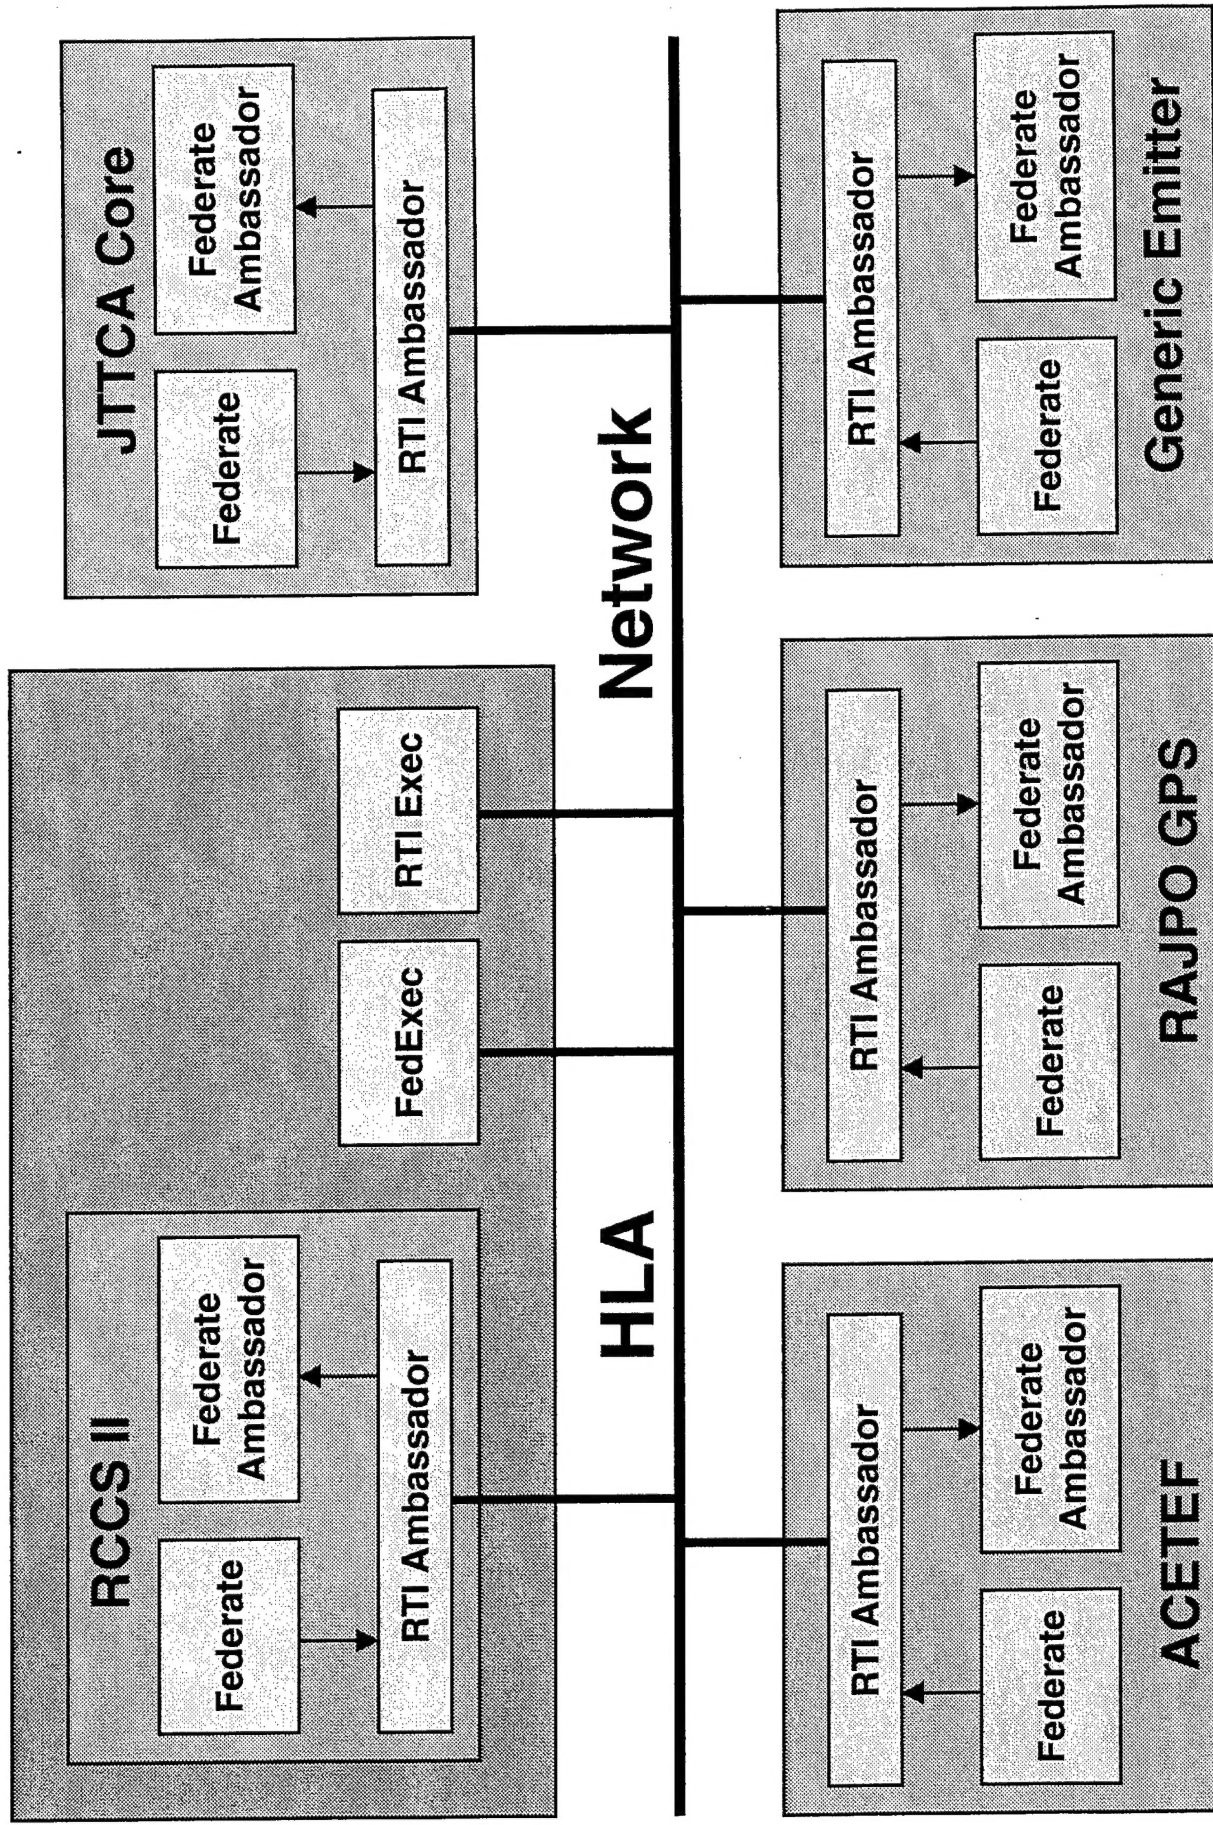 RCCS II
Federate
Federate
Ambassador
RTI Ambassador
FedExec
RTI Exec
JTTCA Core
Federate
Federate
Ambassador
RTI Ambassador
HLA
Network
RTI Ambassador
Federate
Federate
Ambassador
ACETEF
RTI Ambassador
Federate
Federate
Ambassador
RAJPO GPS
RTI Ambassador
Federate
Federate
Ambassador
Generic Emitter